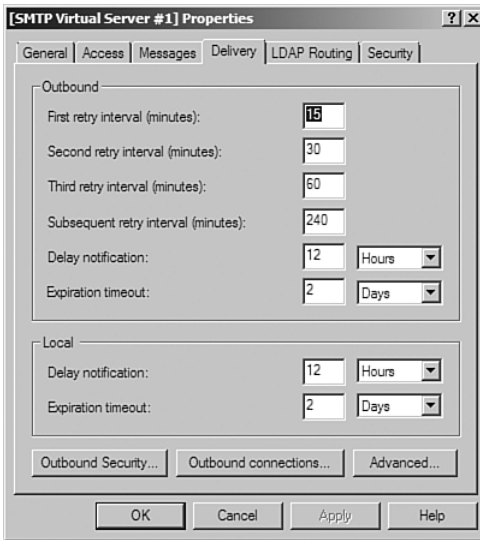 [SMTP Virtual Server #1] Properties ? X
General Access Messages Delivery LDAP Routing Security
Outbound
First retry interval (minutes): 15
Second retry interval (minutes): 30
Third retry interval (minutes): 60
Subsequent retry interval (minutes): 240
Delay notification: 12 Hours
Expiration timeout: 2 Days
Local
Delay notification: 12 Hours
Expiration timeout: 2 Days
Outbound Security... Outbound connections... Advanced...
OK Cancel Apply Help